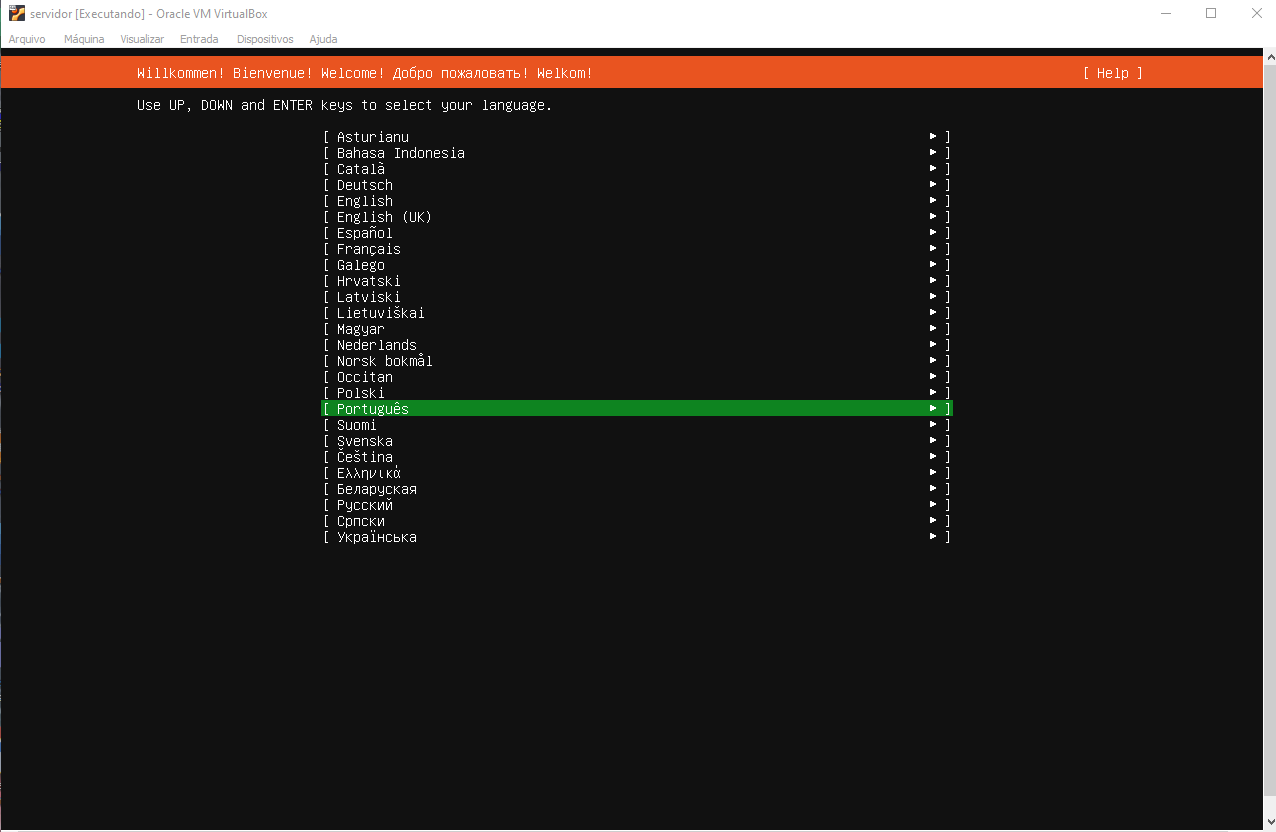 servidor [Executando] - Oracle VM VirtualBox
Arquivo Máquina Visualizar Entrada Dispositivos Ajuda
Willkommen! Bienvenue! Welcome! Добро пожаловать! Welkom! [ Help ]
Use UP, DOWN and ENTER keys to select your language.
[ Asturianu ► ]
[ Bahasa Indonesia ► ]
[ Català ► ]
[ Deutsch ► ]
[ English ► ]
[ English (UK) ► ]
[ Español ► ]
[ Français ► ]
[ Galego ► ]
[ Hrvatski ► ]
[ Latviski ► ]
[ Lietuviškai ► ]
[ Magyar ► ]
[ Nederlands ► ]
[ Norsk bokmål ► ]
[ Occitan ► ]
[ Polski ► ]
[ Português ► ]
[ Suomi ► ]
[ Svenska ► ]
[ Čeština ► ]
[ Ελληνικά ► ]
[ Беларуская ► ]
[ Русский ► ]
[ Српски ► ]
[ Українська ► ]